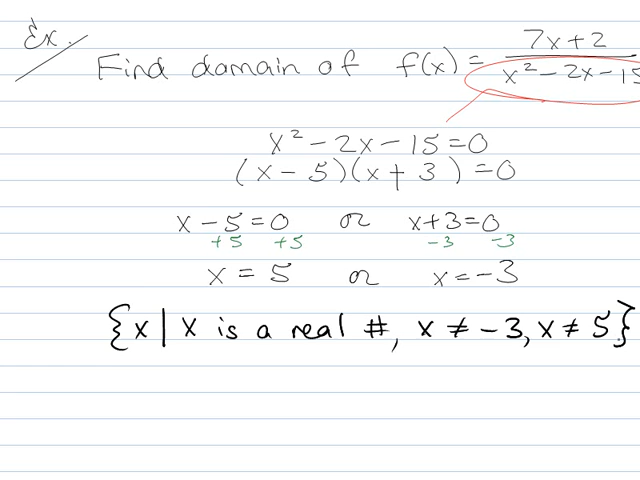 Ex.
Find domain of f(x) = 7x+2 / x² - 2x - 15
x² - 2x - 15 = 0
(x - 5)(x + 3) = 0
x - 5 = 0 or x + 3 = 0
+5 +5 -3 -3
x = 5 or x = -3
{x | x is a real #, x ≠ -3, x ≠ 5}